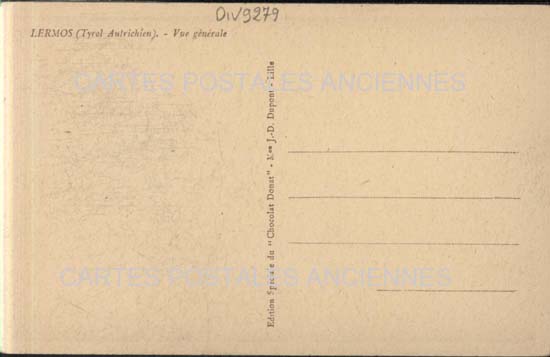 DIV9279
LERMOS (Tyrol Autrichien). - Vue générale
CARTES POSTALES ANCIENNES
Edition Spéciale du "Chocolat Donat" - Mon J.-D. Dupont - Lille
CARTES POSTALES ANCIENNES